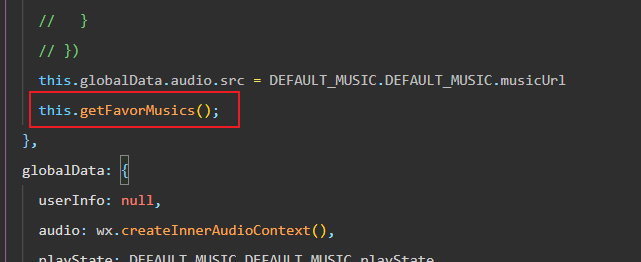 //   }
// })
this.globalData.audio.src = DEFAULT_MUSIC.DEFAULT_MUSIC.musicUrl
this.getFavorMusics();
},
globalData: {
userInfo: null,
audio: wx.createInnerAudioContext(),
playState: DEFAULT_MUSIC.DEFAULT_MUSIC.playState